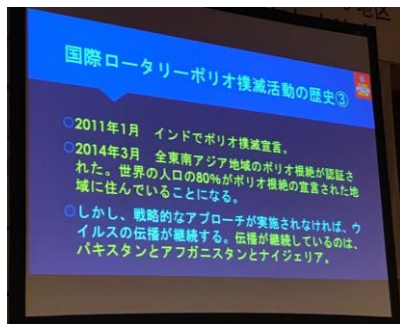 地区
国際ロータリーポリオ撲滅活動の歴史③
○2011年1月 インドでポリオ撲滅宣言。
○2014年3月 全東南アジア地域のポリオ根絶が認証さ
れた。世界の人口の80%がポリオ根絶の宣言された地
域に住んでいることになる。
○しかし、戦略的なアプローチが実施されなければ、ウ
イルスの伝播が継続する。伝播が継続しているのは、
パキスタンとアフガニスタンとナイジェリア。